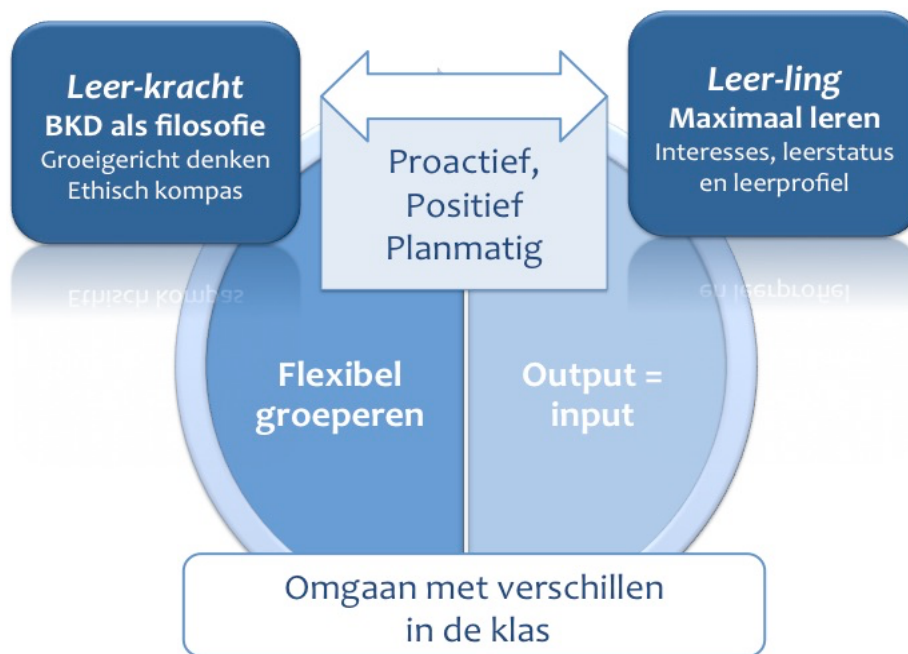 Leer-kracht
BKD als filosofie
Groeigericht denken
Ethisch kompas
Leer-ling
Maximaal leren
Interesses, leerstatus
en leerprofiel
Proactief,
Positief
Planmatig
Flexibel
groeperen
Output =
input
Omgaan met verschillen
in de klas